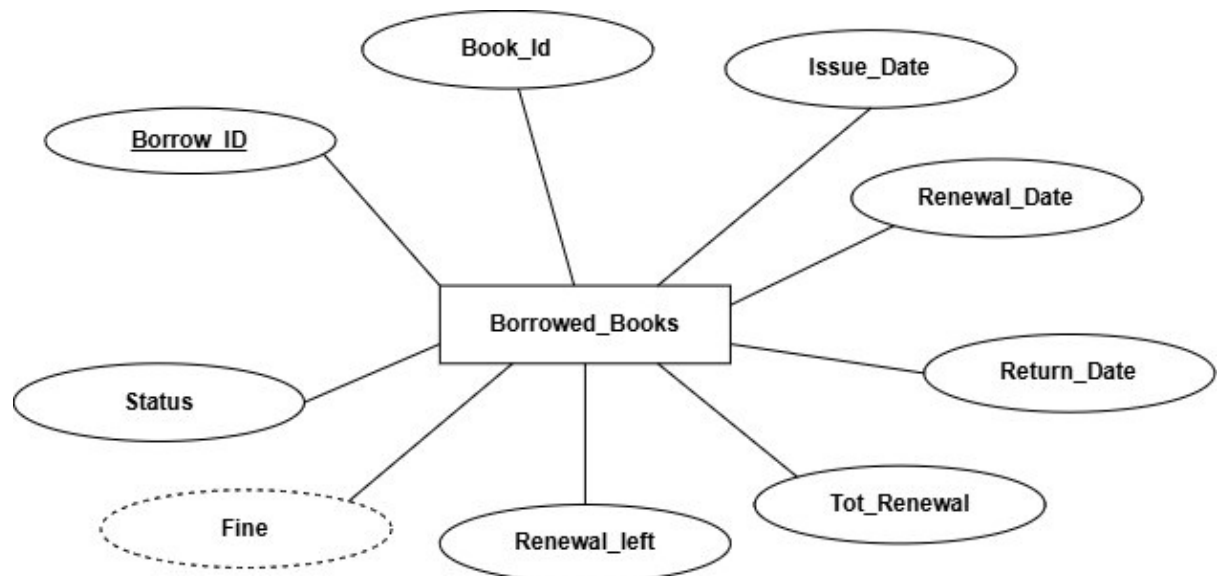 Book_Id
Issue_Date
Borrow_ID
Renewal_Date
Borrowed_Books
Return_Date
Status
Tot_Renewal
Fine
Renewal_left